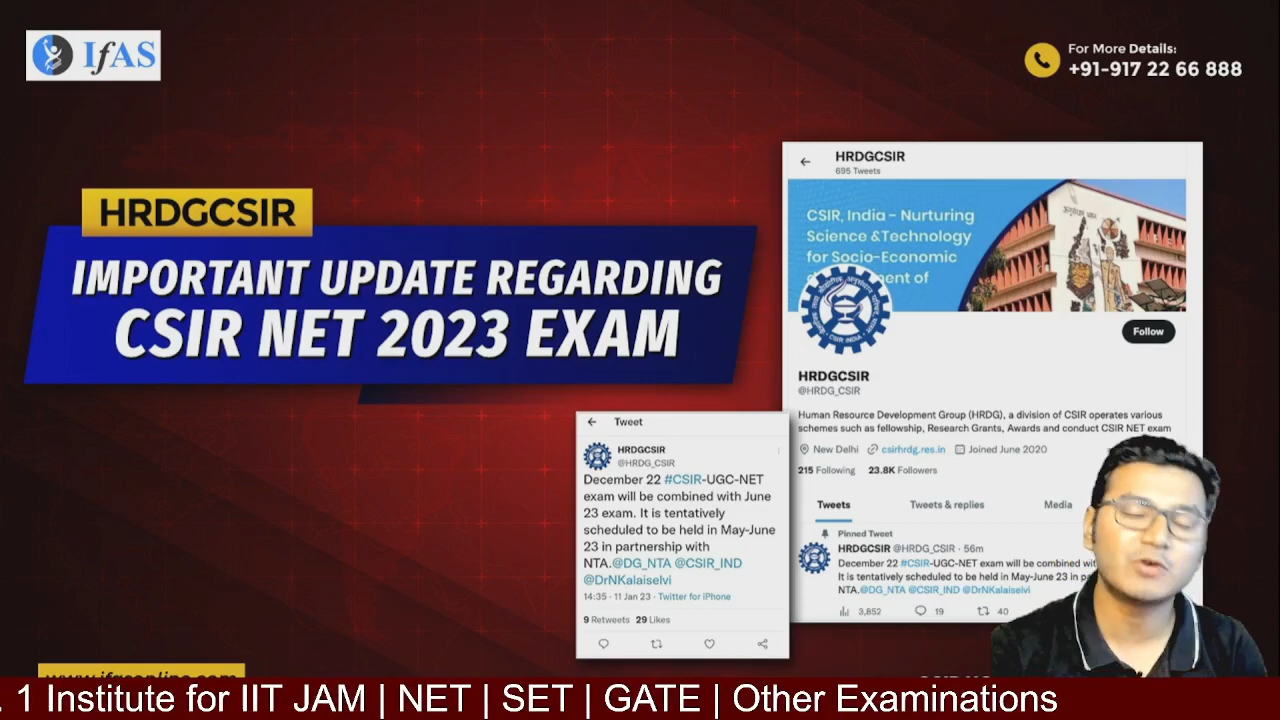 IfAS
For More Details:
+91-917 22 66 888
HRDGCSIR
IMPORTANT UPDATE REGARDING
CSIR NET 2023 EXAM
HRDGCSIR
695 Tweets
CSIR, India - Nurturing
Science &Technology
for Socio-Economic
of
CSIR INDIA
Follow
HRDGCSIR
@HRDG_CSIR
Human Resource Development Group (HRDG), a division of CSIR operates various
schemes such as fellowship, Research Grants, Awards and conduct CSIR NET exam
New Delhi csirhrdg.res.in Joined June 2020
215 Following 23.8K Followers
Tweets Tweets & replies Media
Pinned Tweet
HRDGCSIR @HRDG_CSIR · 56m
December 22 #CSIR-UGC-NET exam will be combined
It is tentatively scheduled to be held in May-June 23 in
NTA.@DG_NTA @CSIR_IND @DrNKalaiselvi
3,852 19 40
Tweet
HRDGCSIR
@HRDG_CSIR
December 22 #CSIR-UGC-NET
exam will be combined with June
23 exam. It is tentatively
scheduled to be held in May-June
23 in partnership with
NTA.@DG_NTA @CSIR_IND
@DrNKalaiselvi
14:35 · 11 Jan 23 · Twitter for iPhone
9 Retweets 29 Likes
www.ifasonline.com
. 1 Institute for IIT JAM | NET | SET | GATE | Other Examinations